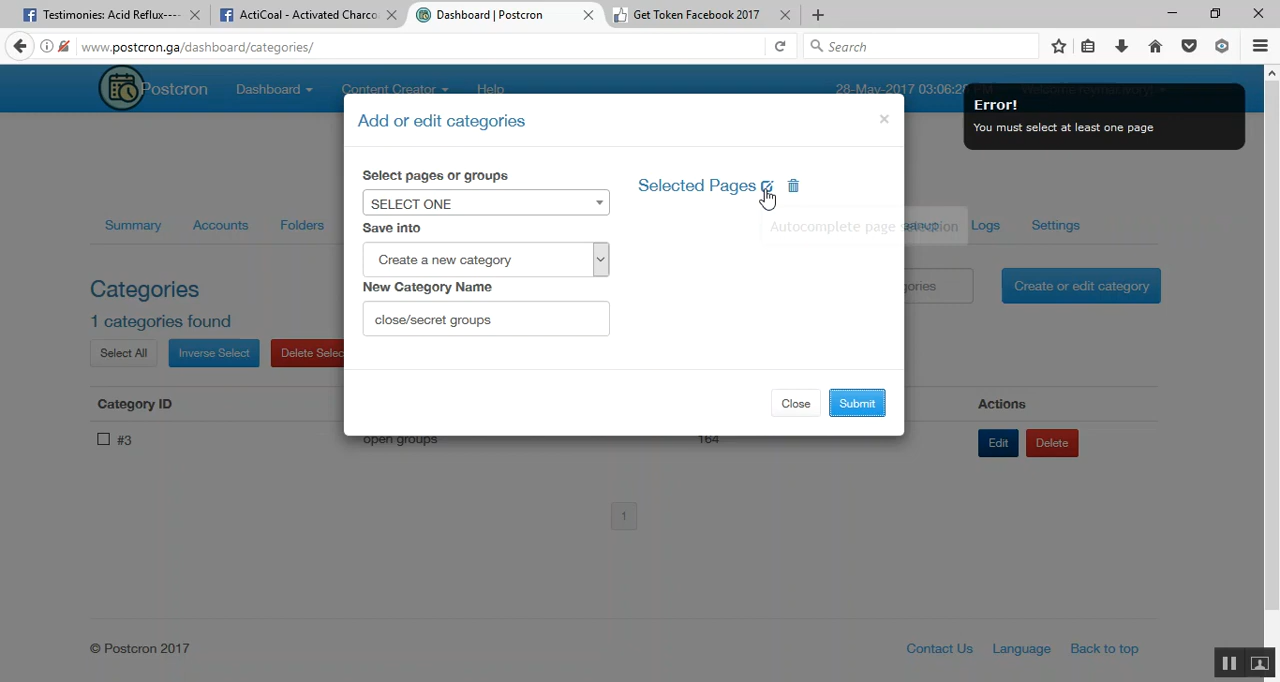 Testimonies: Acid Reflux----
ActiCoal - Activated Charco
Dashboard | Postcron
Get Token Facebook 2017
www.postcron.ga/dashboard/categories/
Search
Postcron
Dashboard
Content Creator
Help
28-May-2017 03:06:2
Error!
You must select at least one page
Add or edit categories
Select pages or groups
SELECT ONE
Save into
Create a new category
New Category Name
close/secret groups
Selected Pages
Autocomplete page selection
Close
Submit
Summary
Accounts
Folders
Logs
Settings
Categories
1 categories found
Create or edit category
Select All
Inverse Select
Delete Selec
Category ID
Actions
#3
open groups
164
Edit
Delete
1
© Postcron 2017
Contact Us
Language
Back to top